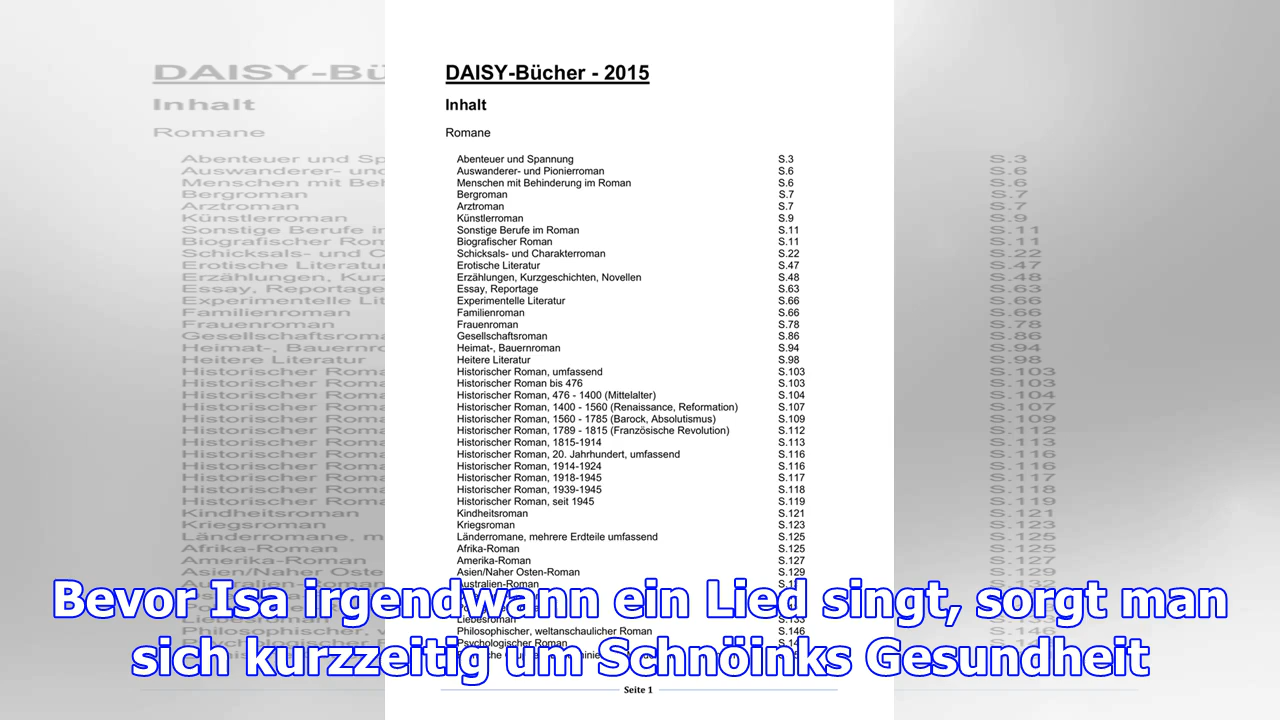 DAISY-Bücher - 2015
Inhalt
Romane
Abenteuer und Spannung S.3
Auswanderer- und Pionierroman S.6
Menschen mit Behinderung im Roman S.6
Bergroman S.7
Arztroman S.7
Künstlerroman S.9
Sonstige Berufe im Roman S.11
Biografischer Roman S.11
Schicksals- und Charakterroman S.22
Erotische Literatur S.47
Erzählungen, Kurzgeschichten, Novellen S.48
Essay, Reportage S.63
Experimentelle Literatur S.66
Familienroman S.66
Frauenroman S.78
Gesellschaftsroman S.86
Heimat-, Bauernroman S.94
Heitere Literatur S.98
Historischer Roman, umfassend S.103
Historischer Roman bis 476 S.103
Historischer Roman, 476 - 1400 (Mittelalter) S.104
Historischer Roman, 1400 - 1560 (Renaissance, Reformation) S.107
Historischer Roman, 1560 - 1785 (Barock, Absolutismus) S.109
Historischer Roman, 1789 - 1815 (Französische Revolution) S.112
Historischer Roman, 1815-1914 S.113
Historischer Roman, 20. Jahrhundert, umfassend S.116
Historischer Roman, 1914-1924 S.116
Historischer Roman, 1918-1945 S.117
Historischer Roman, 1939-1945 S.118
Historischer Roman, seit 1945 S.119
Kindheitsroman S.121
Kriegsroman S.123
Länderromane, mehrere Erdteile umfassend S.125
Afrika-Roman S.125
Amerika-Roman S.127
Asien/Naher Osten-Roman S.129
Australien-Roman
Liebesroman S.133
Philosophischer, weltanschaulicher Roman S.146
Psychologischer Roman
Bevor Isa irgendwann ein Lied singt, sorgt man
sich kurzzeitig um Schnöinks Gesundheit
Seite 1